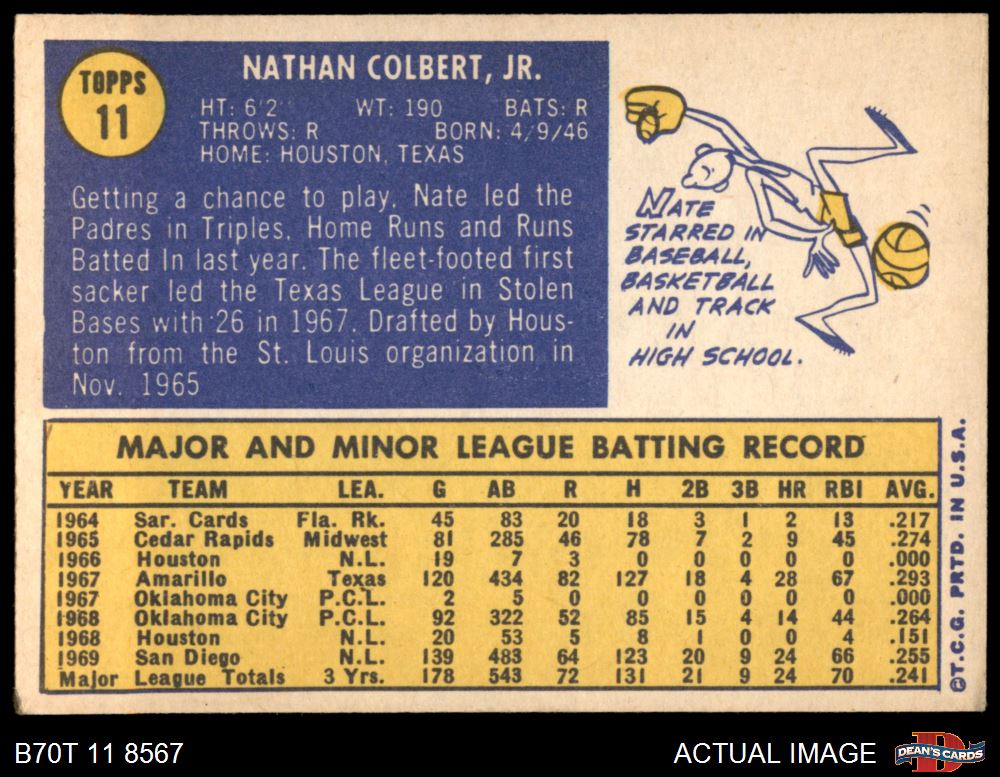 TOPPS
11
NATHAN COLBERT, JR.
HT: 6'2" WT: 190 BATS: R
THROWS: R BORN: 4/9/46
HOME: HOUSTON, TEXAS
Getting a chance to play, Nate led the
Padres in Triples, Home Runs and Runs
Batted In last year. The fleet-footed first
sacker led the Texas League in Stolen
Bases with 26 in 1967. Drafted by Hous-
ton from the St. Louis organization in
Nov. 1965
NATE
STARRED IN
BASEBALL,
BASKETBALL
AND TRACK
IN
HIGH SCHOOL.
MAJOR AND MINOR LEAGUE BATTING RECORD
YEAR TEAM LEA. G AB R H 2B 3B HR RBI AVG.
1964 Sar. Cards Fla. Rk. 45 83 20 18 3 1 2 13 .217
1965 Cedar Rapids Midwest 81 285 46 78 7 2 9 45 .274
1966 Houston N.L. 19 7 3 0 0 0 0 0 .000
1967 Amarillo Texas 120 434 82 127 18 4 28 67 .293
1967 Oklahoma City P.C.L. 2 5 0 0 0 0 0 0 .000
1968 Oklahoma City P.C.L. 92 322 52 85 15 4 14 44 .264
1968 Houston N.L. 20 53 5 8 1 0 0 4 .151
1969 San Diego N.L. 139 483 64 123 20 9 24 66 .255
Major League Totals 3 Yrs. 178 543 72 131 21 9 24 70 .241
©T.C.G. PRTD. IN U.S.A.
B70T 11 8567
ACTUAL IMAGE
D
DEAN'S CARDS